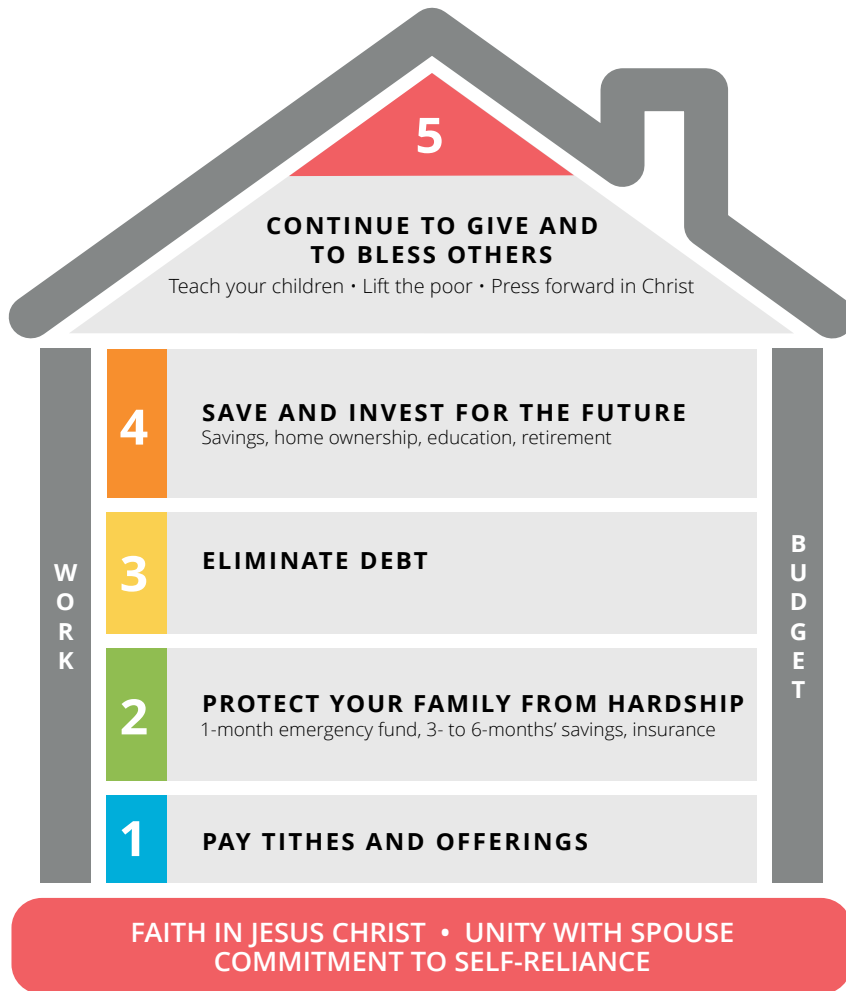 5
CONTINUE TO GIVE AND
TO BLESS OTHERS
Teach your children • Lift the poor • Press forward in Christ
4
SAVE AND INVEST FOR THE FUTURE
Savings, home ownership, education, retirement
3
ELIMINATE DEBT
2
PROTECT YOUR FAMILY FROM HARDSHIP
1-month emergency fund, 3- to 6-months’ savings, insurance
1
PAY TITHES AND OFFERINGS
WORK
BUDGET
FAITH IN JESUS CHRIST • UNITY WITH SPOUSE
COMMITMENT TO SELF-RELIANCE